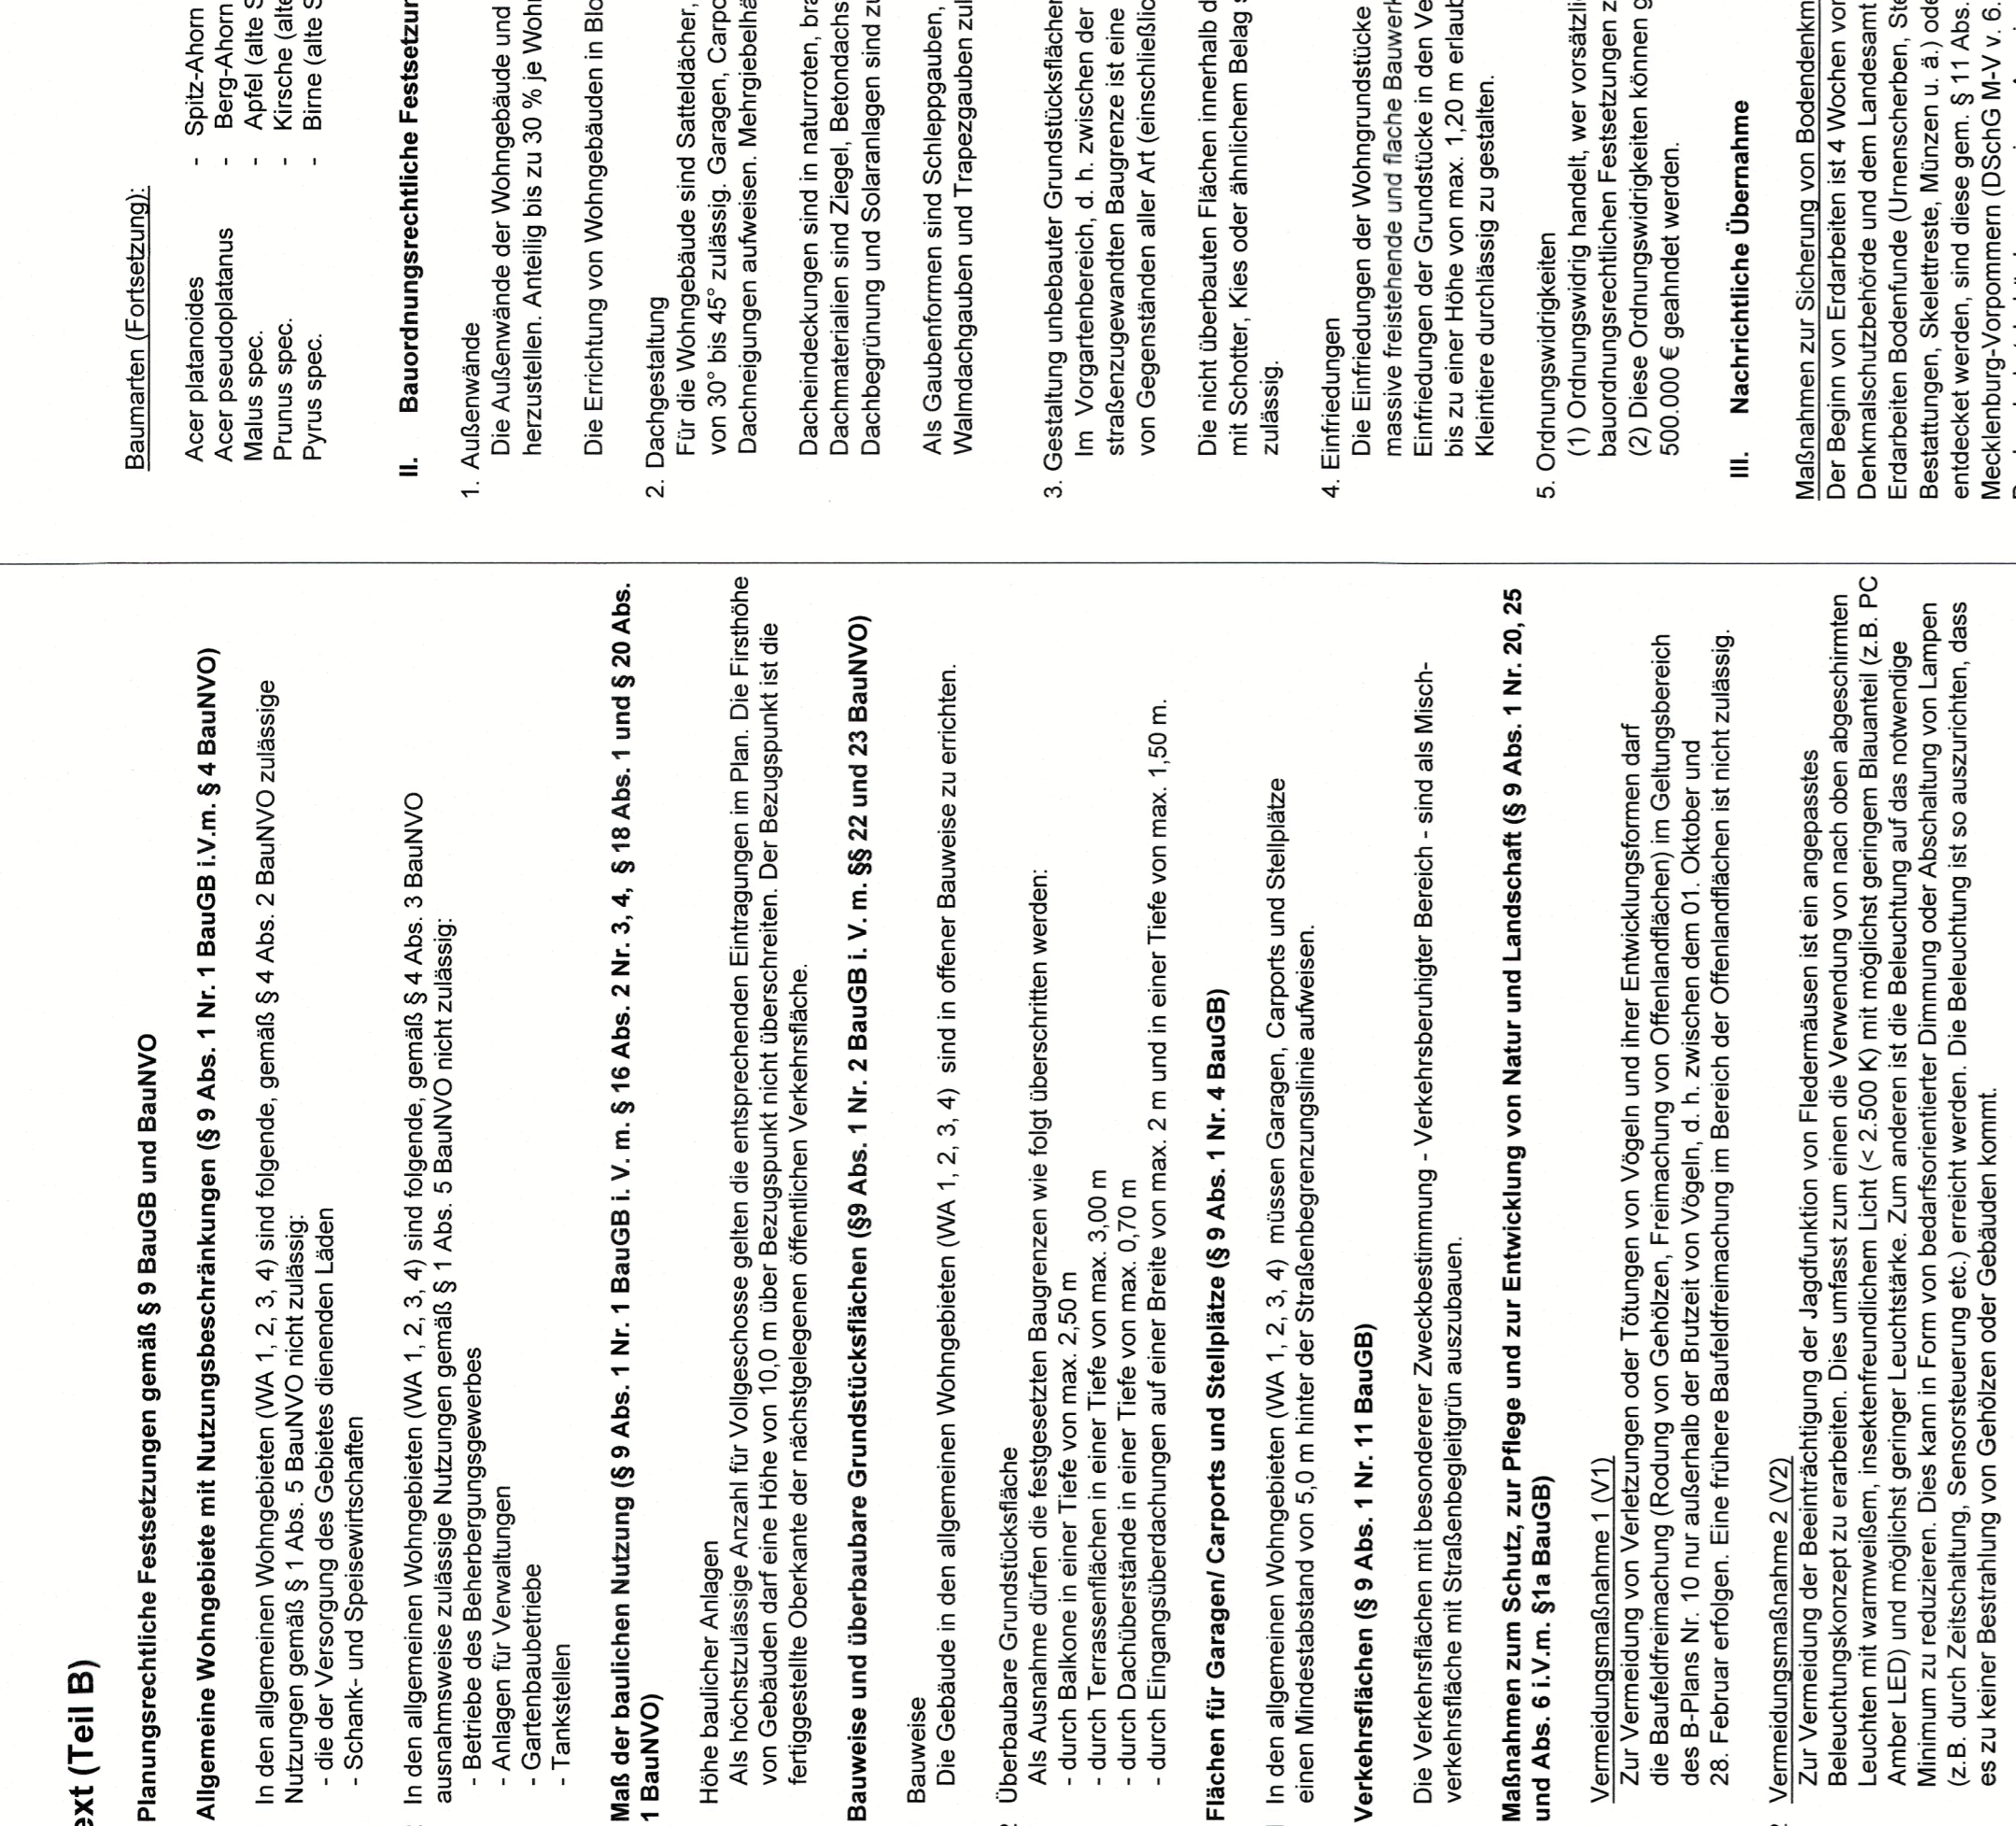 ext (Teil B)
Planungsrechtliche Festsetzungen gemäß § 9 BauGB und BauNVO
Allgemeine Wohngebiete mit Nutzungsbeschränkungen (§ 9 Abs. 1 Nr. 1 BauGB i.V.m. § 4 BauNVO)
In den allgemeinen Wohngebieten (WA 1, 2, 3, 4) sind folgende, gemäß § 4 Abs. 2 BauNVO zulässige
Nutzungen gemäß § 1 Abs. 5 BauNVO nicht zulässig:
- die der Versorgung des Gebietes dienenden Läden
- Schank- und Speisewirtschaften
In den allgemeinen Wohngebieten (WA 1, 2, 3, 4) sind folgende, gemäß § 4 Abs. 3 BauNVO
ausnahmsweise zulässige Nutzungen gemäß § 1 Abs. 5 BauNVO nicht zulässig:
- Betriebe des Beherbergungsgewerbes
- Anlagen für Verwaltungen
- Gartenbaubetriebe
- Tankstellen
Maß der baulichen Nutzung (§ 9 Abs. 1 Nr. 1 BauGB i. V. m. § 16 Abs. 2 Nr. 3, 4, § 18 Abs. 1 und § 20 Abs.
1 BauNVO)
Höhe baulicher Anlagen
Als höchstzulässige Anzahl für Vollgeschosse gelten die entsprechenden Eintragungen im Plan. Die Firsthöhe
von Gebäuden darf eine Höhe von 10,0 m über Bezugspunkt nicht überschreiten. Der Bezugspunkt ist die
fertiggestellte Oberkante der nächstgelegenen öffentlichen Verkehrsfläche.
Bauweise und überbaubare Grundstücksflächen (§9 Abs. 1 Nr. 2 BauGB i. V. m. §§ 22 und 23 BauNVO)
Bauweise
Die Gebäude in den allgemeinen Wohngebieten (WA 1, 2, 3, 4) sind in offener Bauweise zu errichten.
Überbaubare Grundstücksfläche
Als Ausnahme dürfen die festgesetzten Baugrenzen wie folgt überschritten werden:
- durch Balkone in einer Tiefe von max. 2,50 m
- durch Terrassenflächen in einer Tiefe von max. 3,00 m
- durch Dachüberstände in einer Tiefe von max. 0,70 m
- durch Eingangsüberdachungen auf einer Breite von max. 2 m und in einer Tiefe von max. 1,50 m.
Flächen für Garagen/ Carports und Stellplätze (§ 9 Abs. 1 Nr. 4 BauGB)
In den allgemeinen Wohngebieten (WA 1, 2, 3, 4) müssen Garagen, Carports und Stellplätze
einen Mindestabstand von 5,0 m hinter der Straßenbegrenzungslinie aufweisen.
Verkehrsflächen (§ 9 Abs. 1 Nr. 11 BauGB)
Die Verkehrsflächen mit besonderer Zweckbestimmung - Verkehrsberuhigter Bereich - sind als Misch-
verkehrsfläche mit Straßenbegleitgrün auszubauen.
Maßnahmen zum Schutz, zur Pflege und zur Entwicklung von Natur und Landschaft (§ 9 Abs. 1 Nr. 20, 25
und Abs. 6 i.V.m. §1a BauGB)
Vermeidungsmaßnahme 1 (V1)
Zur Vermeidung von Verletzungen oder Tötungen von Vögeln und ihrer Entwicklungsformen darf
die Baufeldfreimachung (Rodung von Gehölzen, Freimachung von Offenlandflächen) im Geltungsbereich
des B-Plans Nr. 10 nur außerhalb der Brutzeit von Vögeln, d. h. zwischen dem 01. Oktober und
28. Februar erfolgen. Eine frühere Baufeldfreimachung im Bereich der Offenlandflächen ist nicht zulässig.
Vermeidungsmaßnahme 2 (V2)
Zur Vermeidung der Beeinträchtigung der Jagdfunktion von Fledermäusen ist ein angepasstes
Beleuchtungskonzept zu erarbeiten. Dies umfasst zum einen die Verwendung von nach oben abgeschirmten
Leuchten mit warmweißem, insektenfreundlichem Licht (< 2.500 K) mit möglichst geringem Blauanteil (z.B. PC
Amber LED) und möglichst geringer Leuchtstärke. Zum anderen ist die Beleuchtung auf das notwendige
Minimum zu reduzieren. Dies kann in Form von bedarfsorientierter Dimmung oder Abschaltung von Lampen
(z.B. durch Zeitschaltung, Sensorsteuerung etc.) erreicht werden. Die Beleuchtung ist so auszurichten, dass
es zu keiner Bestrahlung von Gehölzen oder Gebäuden kommt.
Baumarten (Fortsetzung):
Acer platanoides - Spitz-Ahorn
Acer pseudoplatanus - Berg-Ahorn
Malus spec. - Apfel (alte S
Prunus spec. - Kirsche (alte
Pyrus spec. - Birne (alte S
II. Bauordnungsrechtliche Festsetzun
1. Außenwände
Die Außenwände der Wohngebäude und
herzustellen. Anteilig bis zu 30 % je Wohn
Die Errichtung von Wohngebäuden in Blo
2. Dachgestaltung
Für die Wohngebäude sind Satteldächer,
von 30° bis 45° zulässig. Garagen, Carpo
Dachneigungen aufweisen. Mehrgiebelhä
Dacheindeckungen sind in naturroten, bra
Dachmaterialien sind Ziegel, Betondachs
Dachbegrünung und Solaranlagen sind zu
Als Gaubenformen sind Schleppgauben,
Walmdachgauben und Trapezgauben zul
3. Gestaltung unbebauter Grundstücksflächen
Im Vorgartenbereich, d. h. zwischen der
straßenzugewandten Baugrenze ist eine
von Gegenständen aller Art (einschließlic
Die nicht überbauten Flächen innerhalb d
mit Schotter, Kies oder ähnlichem Belag s
zulässig.
4. Einfriedungen
Die Einfriedungen der Wohngrundstücke
massive freistehende und flache Bauwerk
Einfriedungen der Grundstücke in den Ve
bis zu einer Höhe von max. 1,20 m erlaub
Kleintiere durchlässig zu gestalten.
5. Ordnungswidrigkeiten
(1) Ordnungswidrig handelt, wer vorsätzli
bauordnungsrechtlichen Festsetzungen z
(2) Diese Ordnungswidrigkeiten können g
500.000 € geahndet werden.
III. Nachrichtliche Übernahme
Maßnahmen zur Sicherung von Bodendenkm
Der Beginn von Erdarbeiten ist 4 Wochen vor
Denkmalschutzbehörde und dem Landesamt
Erdarbeiten Bodenfunde (Urnenscherben, Ste
Bestattungen, Skelettreste, Münzen u. ä.) ode
entdecket werden, sind diese gem. § 11 Abs.
Mecklenburg-Vorpommern (DSchG M-V v. 6.